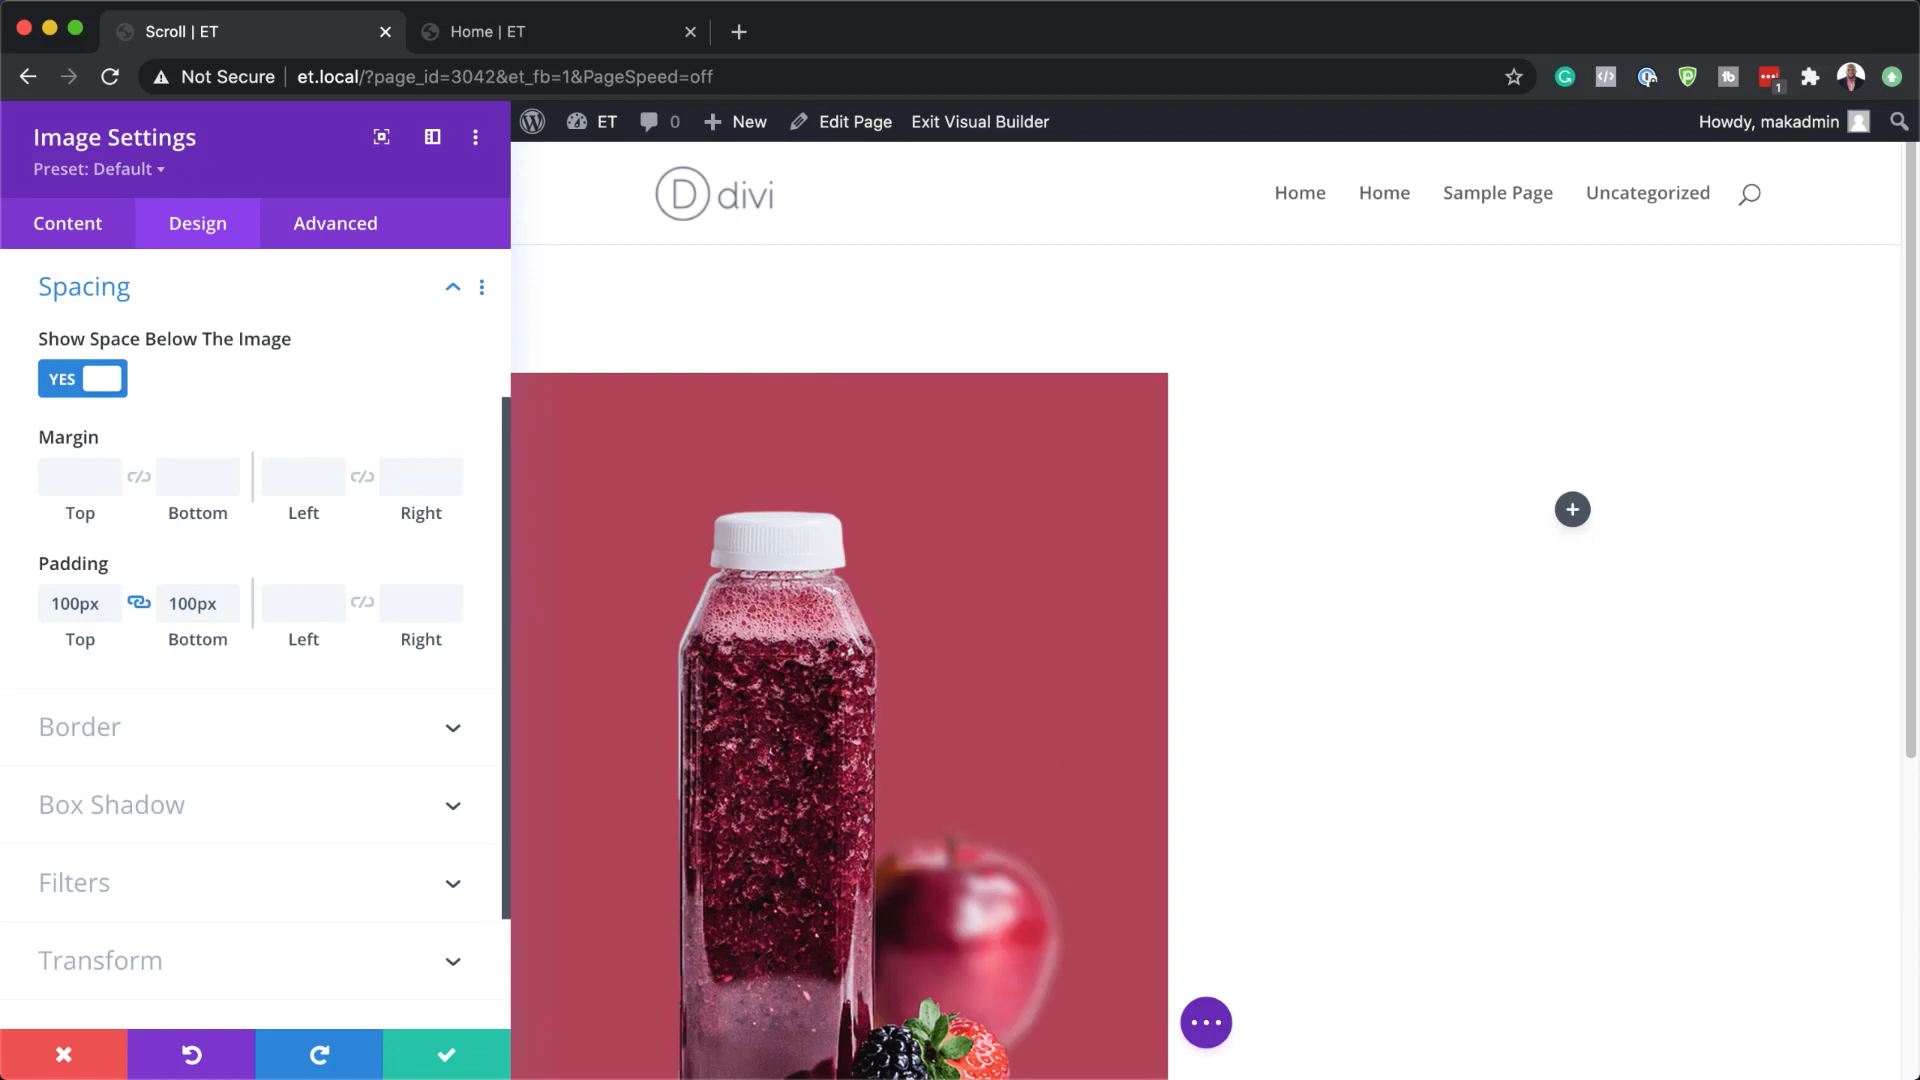 Scroll | ET
Home | ET
Not Secure
et.local/?page_id=3042&et_fb=1&PageSpeed=off
tb
1
Image Settings
Preset: Default
Content
Design
Advanced
Spacing
Show Space Below The Image
YES
Margin
Top
Bottom
Left
Right
Padding
100px
100px
Top
Bottom
Left
Right
Border
Box Shadow
Filters
Transform
ET
0
New
Edit Page
Exit Visual Builder
Howdy, makadmin
D divi
Home
Home
Sample Page
Uncategorized